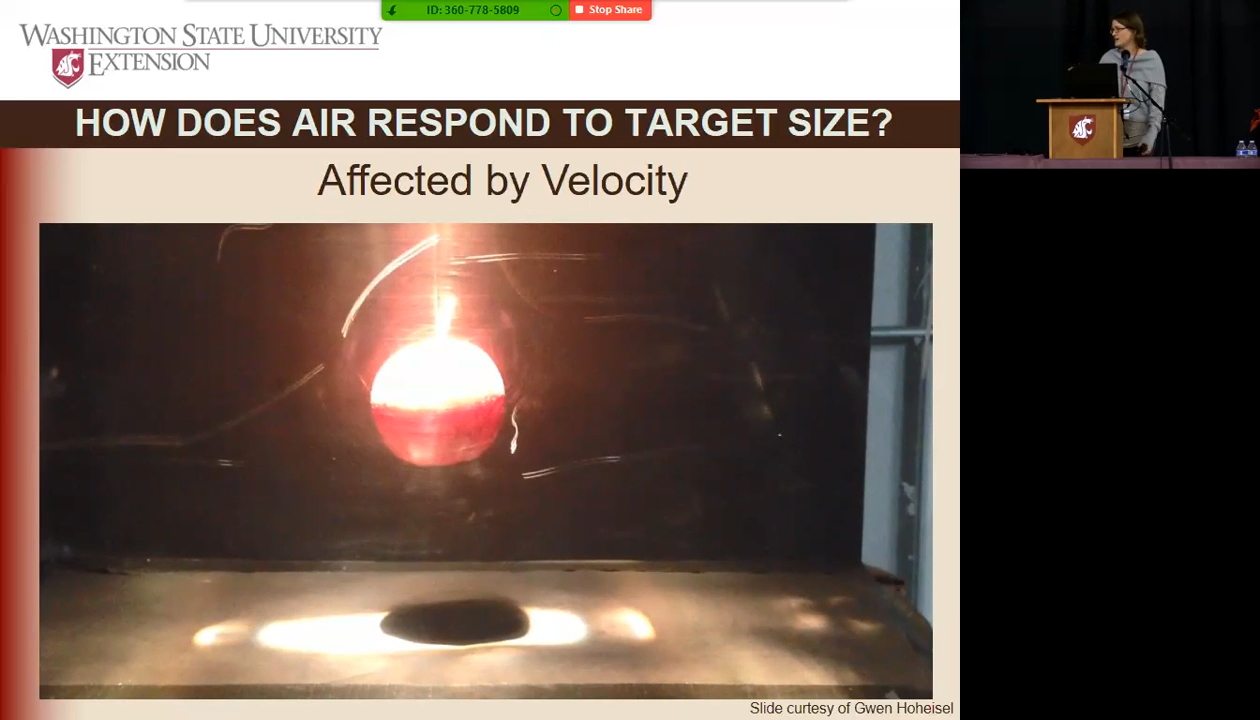 ID: 360-778-5809
Stop Share
WASHINGTON STATE UNIVERSITY
EXTENSION
HOW DOES AIR RESPOND TO TARGET SIZE?
Affected by Velocity
Slide curtesy of Gwen Hoheisel